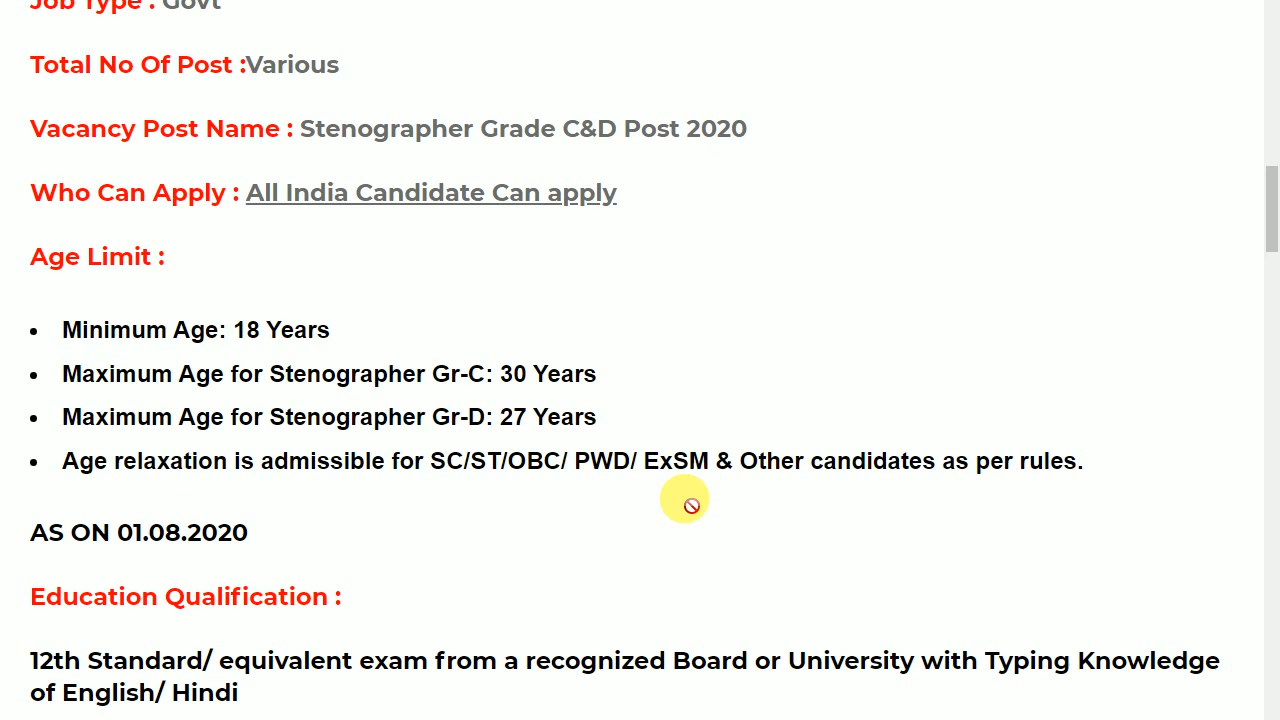 Job Type : Govt
Total No Of Post :Various
Vacancy Post Name : Stenographer Grade C&D Post 2020
Who Can Apply : All India Candidate Can apply
Age Limit :
• Minimum Age: 18 Years
• Maximum Age for Stenographer Gr-C: 30 Years
• Maximum Age for Stenographer Gr-D: 27 Years
• Age relaxation is admissible for SC/ST/OBC/ PWD/ ExSM & Other candidates as per rules.
AS ON 01.08.2020
Education Qualification :
12th Standard/ equivalent exam from a recognized Board or University with Typing Knowledge
of English/ Hindi